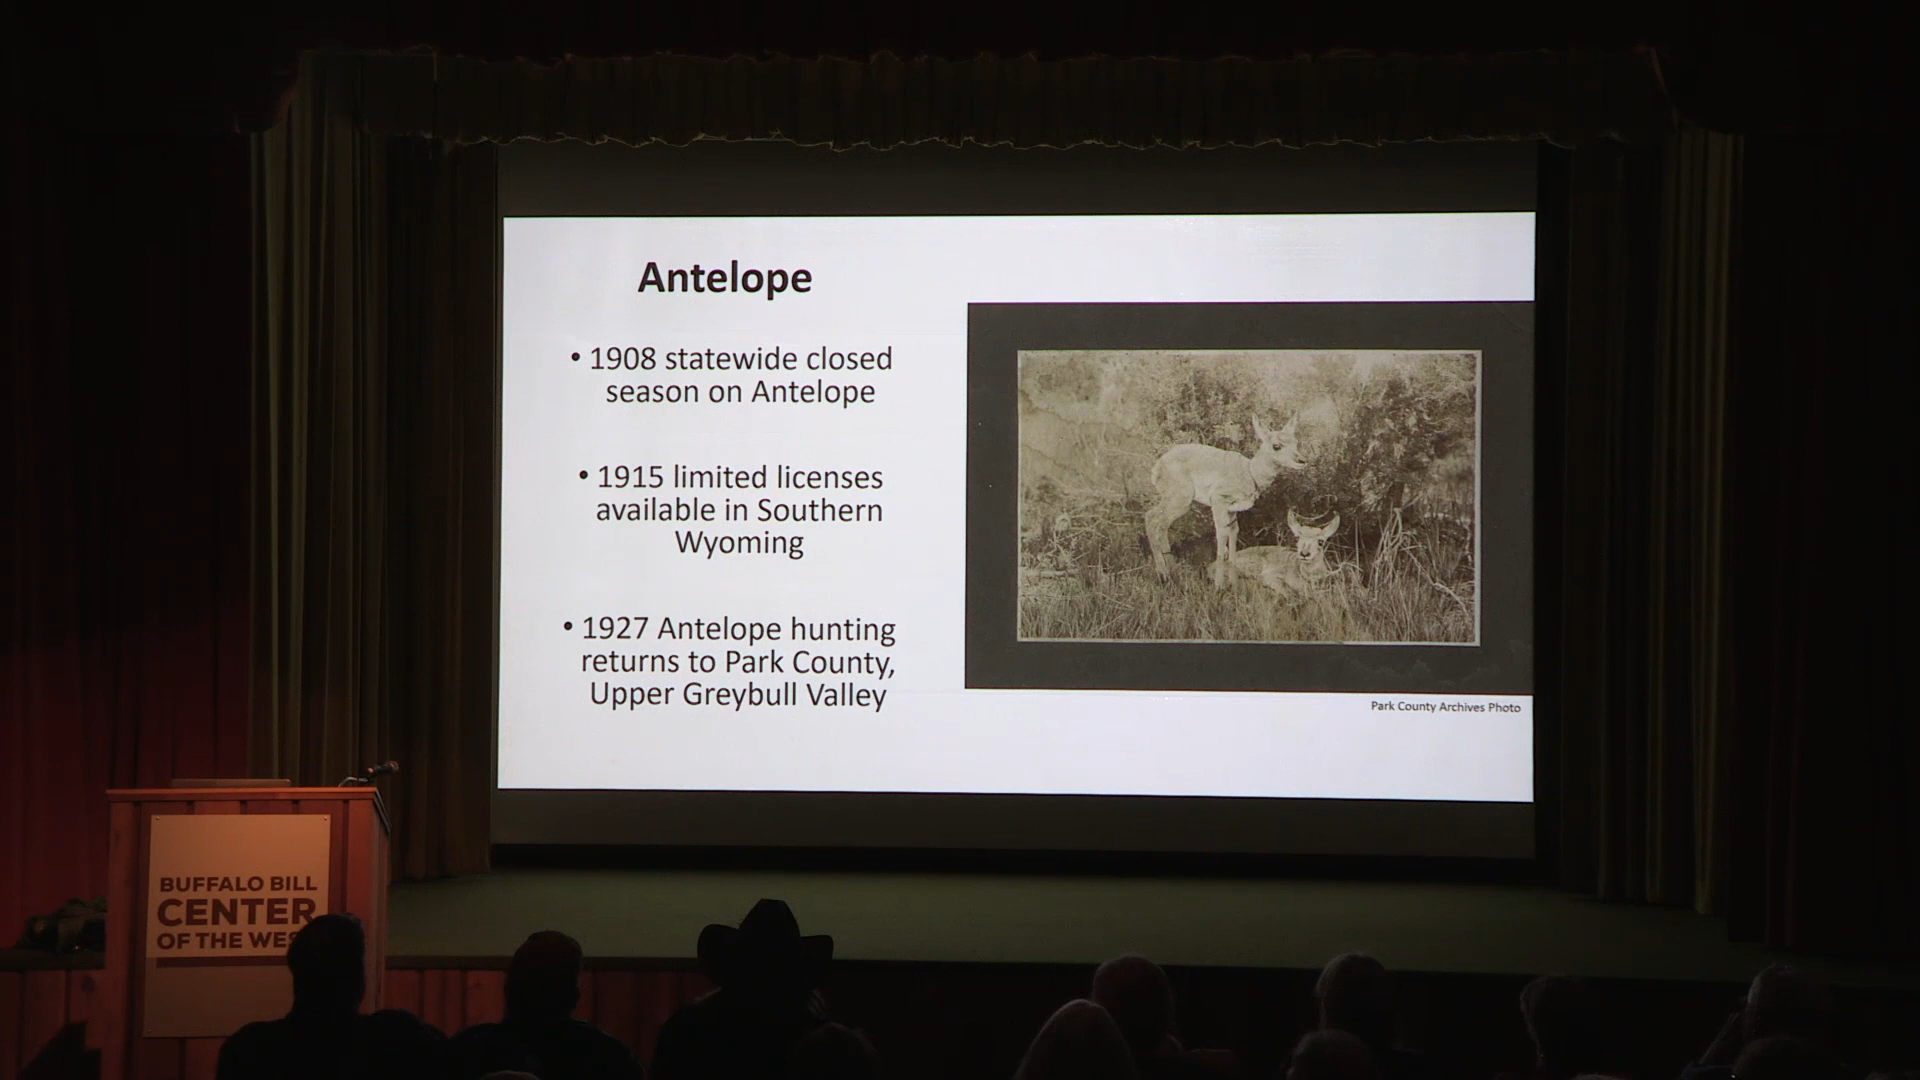 Antelope
• 1908 statewide closed
season on Antelope
• 1915 limited licenses
available in Southern
Wyoming
• 1927 Antelope hunting
returns to Park County,
Upper Greybull Valley
Park County Archives Photo
BUFFALO BILL
CENTER
OF THE WES